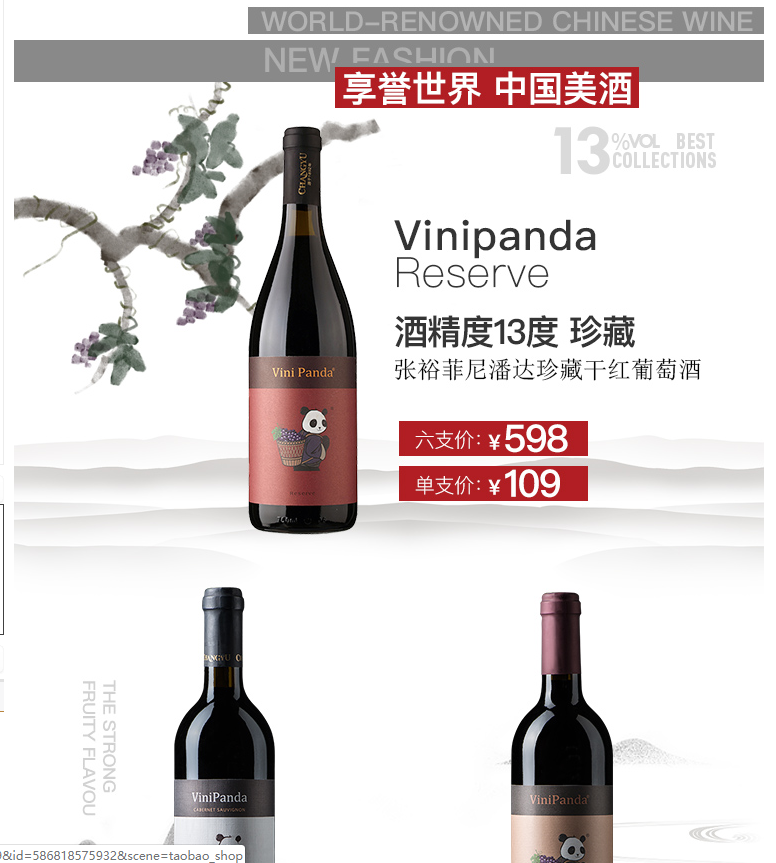 WORLD-RENOWNED CHINESE WINE
NEW FASHION
享誉世界 中国美酒
13%VOL BEST
COLLECTIONS
CHANGYU
Vinipanda
Reserve
酒精度13度 珍藏
张裕菲尼潘达珍藏干红葡萄酒
Vini Panda®
RESERVE
六支价: ¥598
单支价: ¥109
CHANGYU
THE STRONG
FRUITY FLAVOU
ViniPanda
CABERNET SAUVIGNON
ViniPanda®
&id=586818575932&scene=taobao_shop